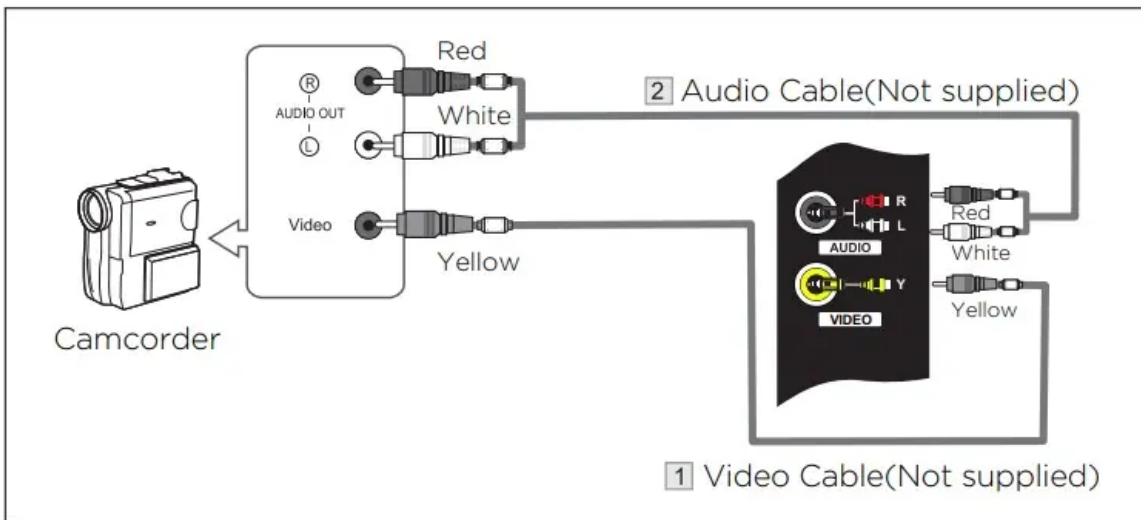 Red
R
AUDIO OUT
L
White
Video
Yellow
Camcorder
2 Audio Cable(Not supplied)
R
L
AUDIO
Red
White
Y
VIDEO
Yellow
1 Video Cable(Not supplied)